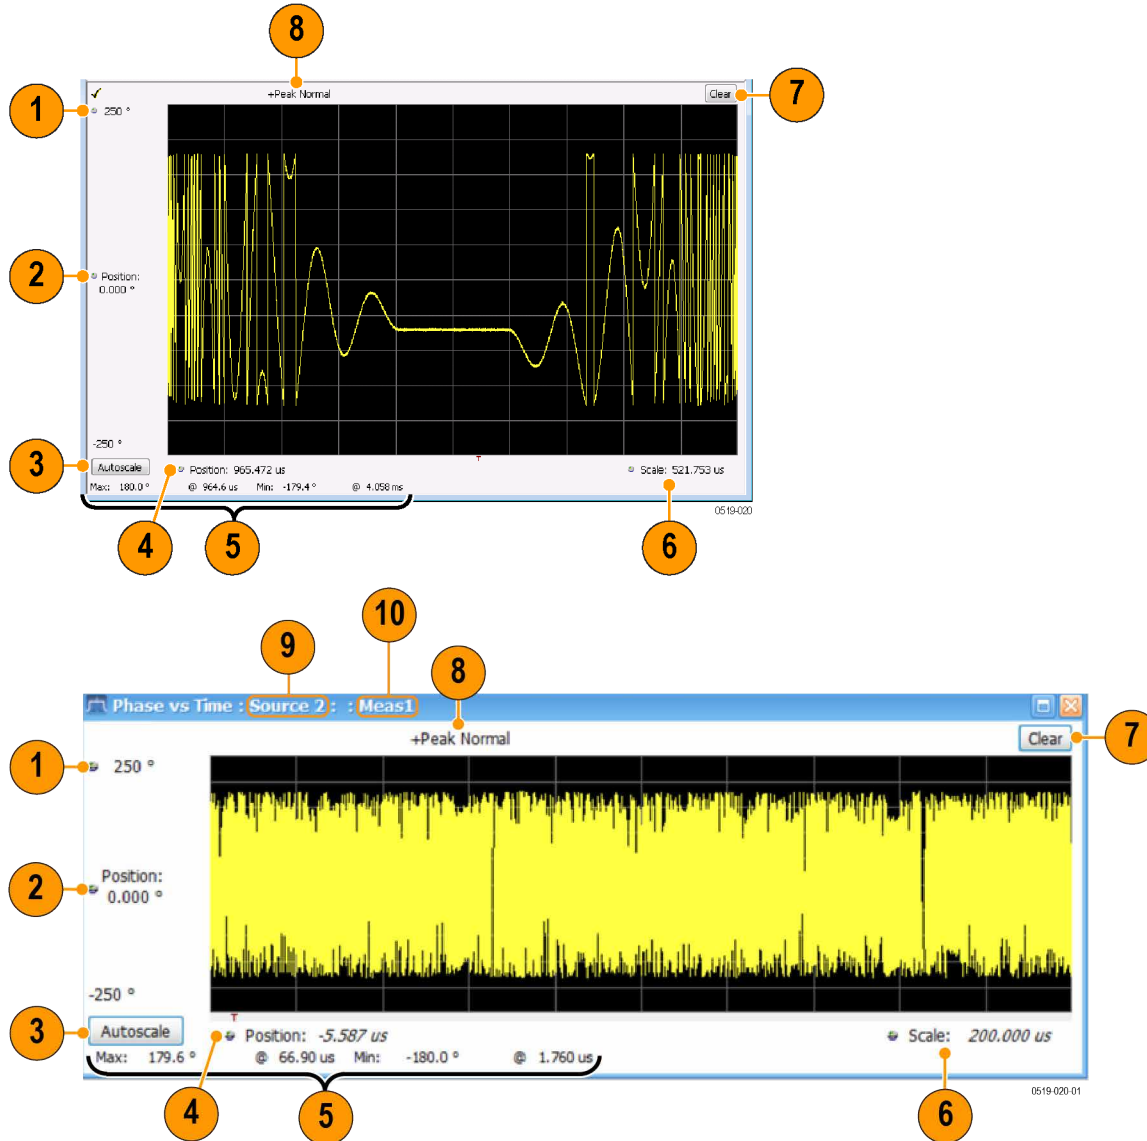 8
+Peak Normal
Clear
7
1
250 °
2
Position:
0.000 °
-250 °
3
Autoscale
Position: 965.472 us
Scale: 521.753 us
Max: 180.0 ° @ 964.6 us Min: -179.4 ° @ 4.058 ms
T
0519-020
4
5
6
10
9
8
Phase vs Time : Source 2 : : Meas1
+Peak Normal
Clear
7
1
250 °
2
Position:
0.000 °
-250 °
T
3
Autoscale
Position: -5.587 us
Scale: 200.000 us
Max: 179.6 ° @ 66.90 us Min: -180.0 ° @ 1.760 us
0519-020-01
4
5
6